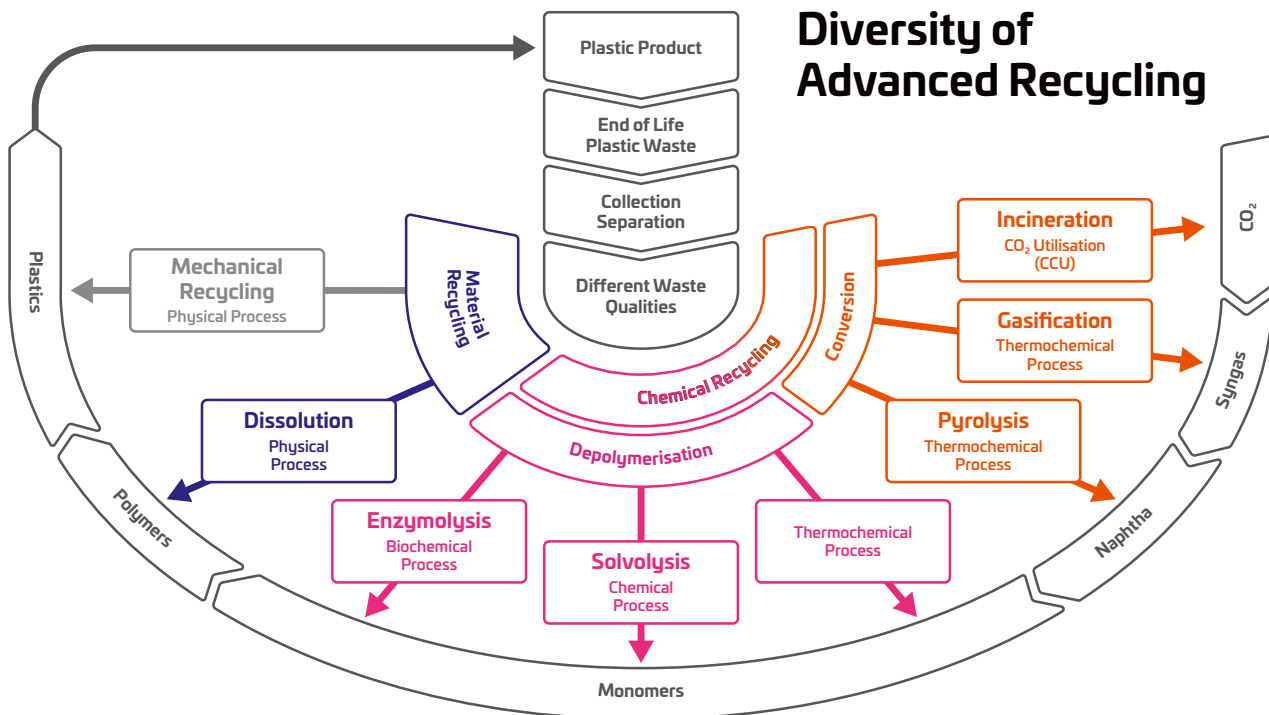 Diversity of
Advanced Recycling
Plastic Product
End of Life
Plastic Waste
Collection
Separation
Different Waste
Qualities
Plastics
Mechanical
Recycling
Physical Process
Material
Recycling
Dissolution
Physical
Process
Polymers
Chemical Recycling
Depolymerisation
Enzymolysis
Biochemical
Process
Solvolysis
Chemical
Process
Thermochemical
Process
Monomers
Conversion
Incineration
CO₂ Utilisation
(CCU)
CO₂
Gasification
Thermochemical
Process
Syngas
Pyrolysis
Thermochemical
Process
Naphtha